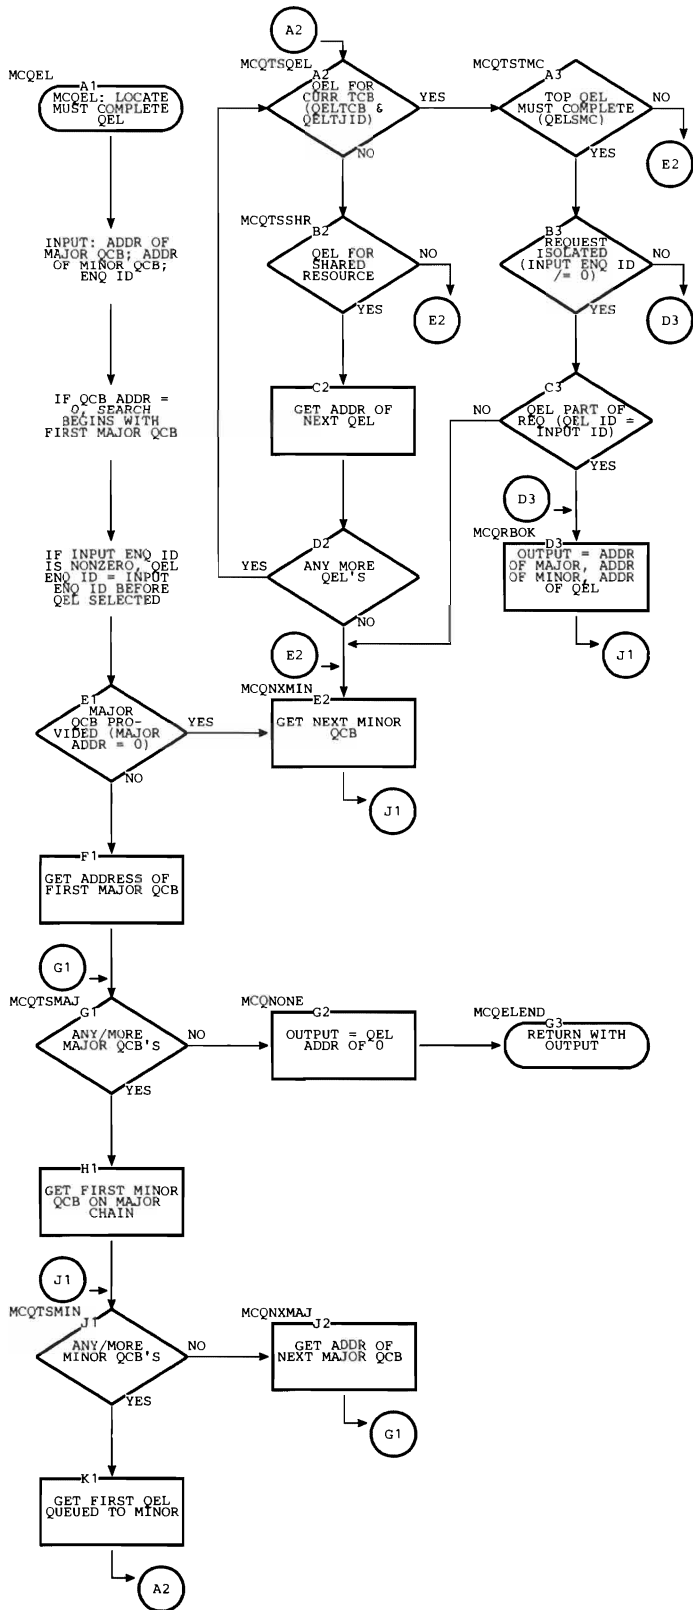 MCQEL
A1
MCQEL: LOCATE
MUST COMPLETE
QEL
INPUT: ADDR OF
MAJOR QCB; ADDR
OF MINOR QCB;
ENQ ID
IF QCB ADDR =
0, SEARCH
BEGINS WITH
FIRST MAJOR QCB
IF INPUT ENQ ID
IS NONZERO, QEL
ENQ ID = INPUT
ENQ ID BEFORE
QEL SELECTED
E1
MAJOR
QCB PRO-
VIDED (MAJOR
ADDR = 0)
YES
NO
F1
GET ADDRESS OF
FIRST MAJOR QCB
G1
MCQTSMAJ
G1
ANY/MORE
MAJOR QCB'S
NO
YES
H1
GET FIRST MINOR
QCB ON MAJOR
CHAIN
J1
MCQTSMIN
J1
ANY/MORE
MINOR QCB'S
NO
YES
K1
GET FIRST QEL
QUEUED TO MINOR
A2
A2
MCQTSQEL
A2
QEL FOR
CURR TCB
(QELTCB &
QELTJID)
YES
NO
MCQTSSHR
B2
QEL FOR
SHARED
RESOURCE
NO
E2
YES
C2
GET ADDR OF
NEXT QEL
D2
ANY MORE
QEL'S
YES
NO
E2
MCQNXMIN
E2
GET NEXT MINOR
QCB
J1
MCQNONE
G2
OUTPUT = QEL
ADDR OF 0
MCQNXMAJ
J2
GET ADDR OF
NEXT MAJOR QCB
G1
MCQTSTMC
A3
TOP QEL
MUST COMPLETE
(QELSMC)
NO
E2
YES
B3
REQUEST
ISOLATED
(INPUT ENQ ID
/= 0)
NO
D3
YES
C3
QEL PART OF
REQ (QEL ID =
INPUT ID)
NO
YES
D3
MCQRBOK
D3
OUTPUT = ADDR
OF MAJOR, ADDR
OF MINOR, ADDR
OF QEL
J1
MCQELEND
G3
RETURN WITH
OUTPUT